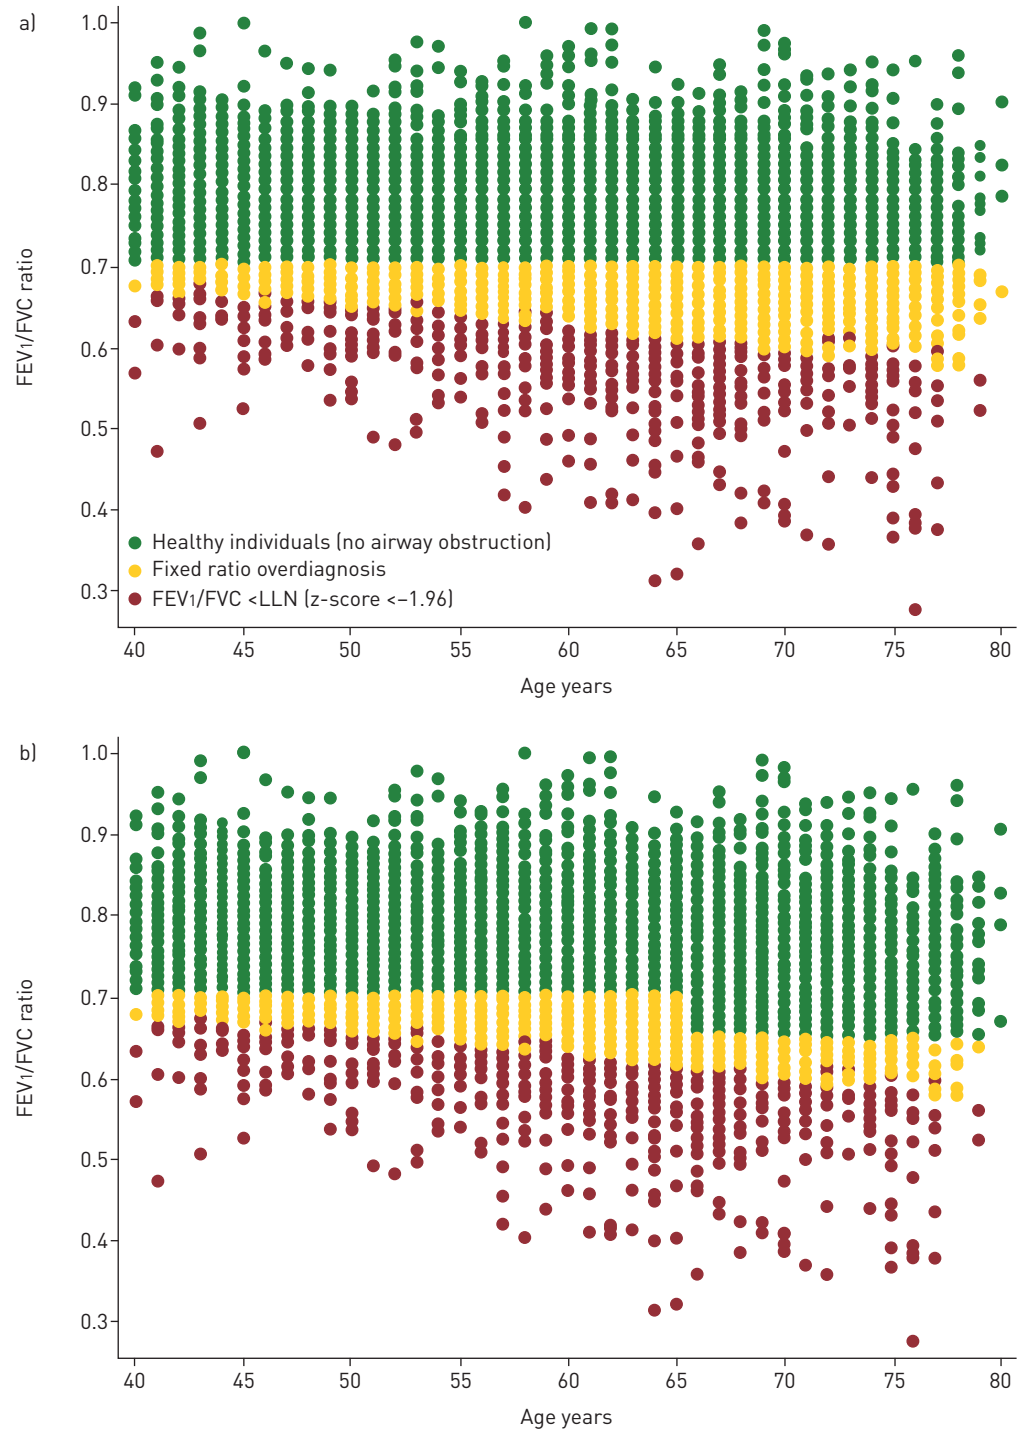 a)
1.0
0.9
0.8
0.7
0.6
0.5
0.4
0.3
FEV1/FVC ratio
Healthy individuals (no airway obstruction)
Fixed ratio overdiagnosis
FEV1/FVC <LLN (z-score <–1.96)
40 45 50 55 60 65 70 75 80
Age years
b)
1.0
0.9
0.8
0.7
0.6
0.5
0.4
0.3
FEV1/FVC ratio
40 45 50 55 60 65 70 75 80
Age years